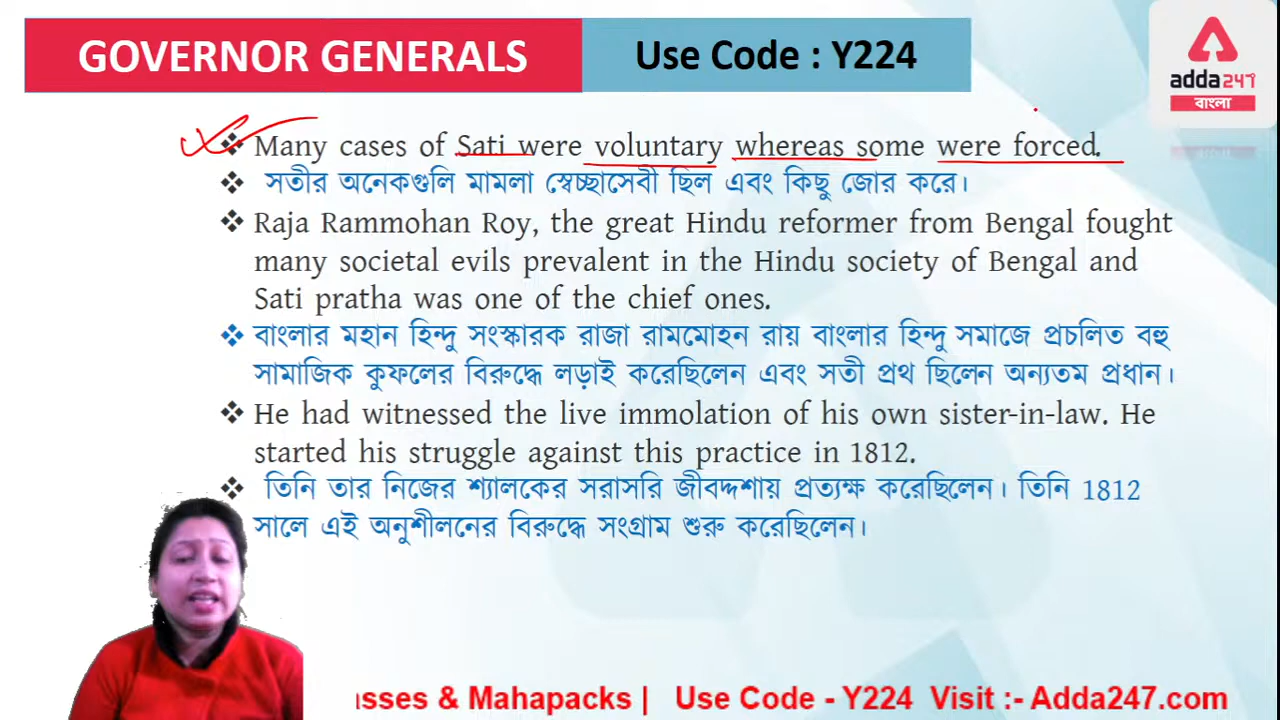 GOVERNOR GENERALS
Use Code : Y224
adda247
বাংলা
❖ Many cases of Sati were voluntary whereas some were forced.
❖ সতীর অনেকগুলি মামলা স্বেচ্ছাসেবী ছিল এবং কিছু জোর করে।
❖ Raja Rammohan Roy, the great Hindu reformer from Bengal fought
many societal evils prevalent in the Hindu society of Bengal and
Sati pratha was one of the chief ones.
❖ বাংলার মহান হিন্দু সংস্কারক রাজা রামমোহন রায় বাংলার হিন্দু সমাজে প্রচলিত বহু
সামাজিক কুফলের বিরুদ্ধে লড়াই করেছিলেন এবং সতী প্রথ ছিলেন অন্যতম প্রধান।
❖ He had witnessed the live immolation of his own sister-in-law. He
started his struggle against this practice in 1812.
❖ তিনি তার নিজের শ্যালকের সরাসরি জীবদ্দশায় প্রত্যক্ষ করেছিলেন। তিনি 1812
সালে এই অনুশীলনের বিরুদ্ধে সংগ্রাম শুরু করেছিলেন।
asses & Mahapacks | Use Code - Y224 Visit :- Adda247.com